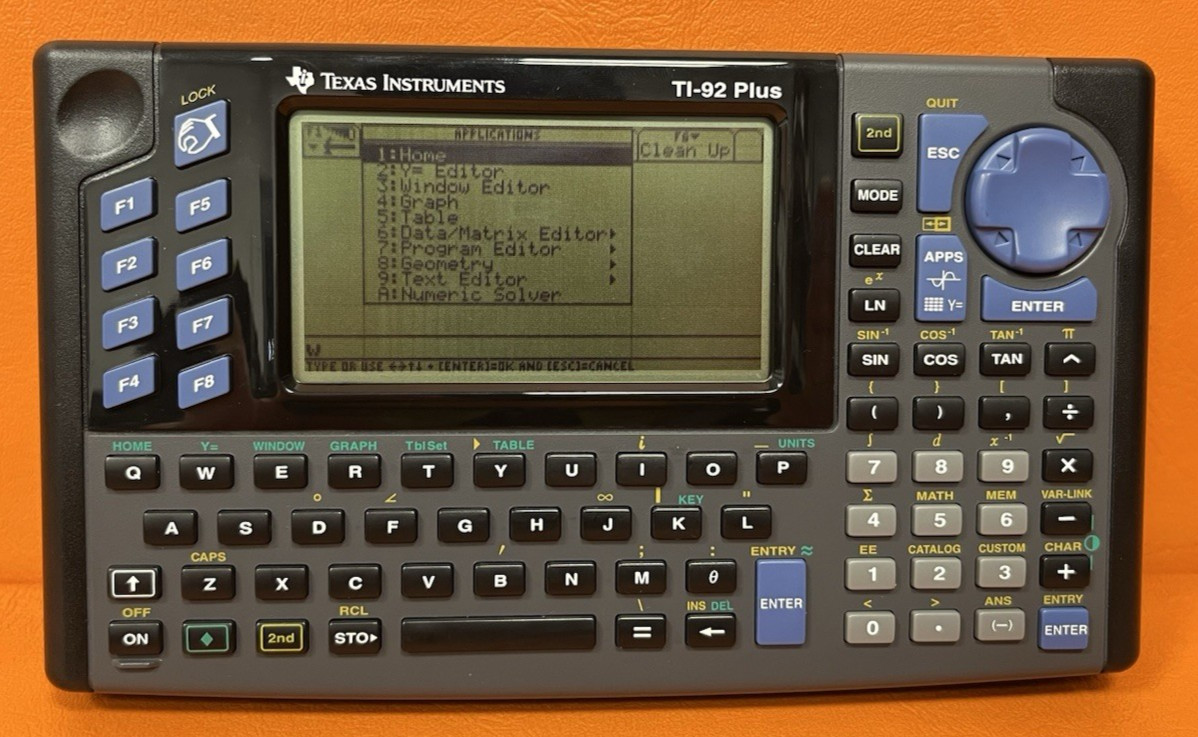 TEXAS INSTRUMENTS TI-92 Plus
LOCK
F1 F5
F2 F6
F3 F7
F4 F8
APPLICATIONS
1:Home
2:Y= Editor
3:Window Editor
4:Graph
5:Table
6:Data/Matrix Editor▸
7:Program Editor ▸
8:Geometry ▸
9:Text Editor ▸
A:Numeric Solver
Clean Up
TYPE OR USE ←→↑↓ + [ENTER]=OK AND [ESC]=CANCEL
QUIT
2nd ESC
MODE
CLEAR APPS
e^x
LN Y= ENTER
SIN⁻¹ COS⁻¹ TAN⁻¹ π
SIN COS TAN ^
{ } [ ]
( ) , ÷
∫ d x⁻¹ √
7 8 9 ×
Σ MATH MEM VAR-LINK
4 5 6 −
EE CATALOG CUSTOM CHAR
1 2 3 +
< > ANS ENTRY
0 . (−) ENTER
HOME Y= WINDOW GRAPH TblSet TABLE i _ UNITS
Q W E R T Y U I O P
° ∠ ∞ | KEY "
A S D F G H J K L
CAPS ' ; : ENTRY ≈
↑ Z X C V B N M θ ENTER
OFF RCL \ INS DEL
ON ◆ 2nd STO▸ = ←